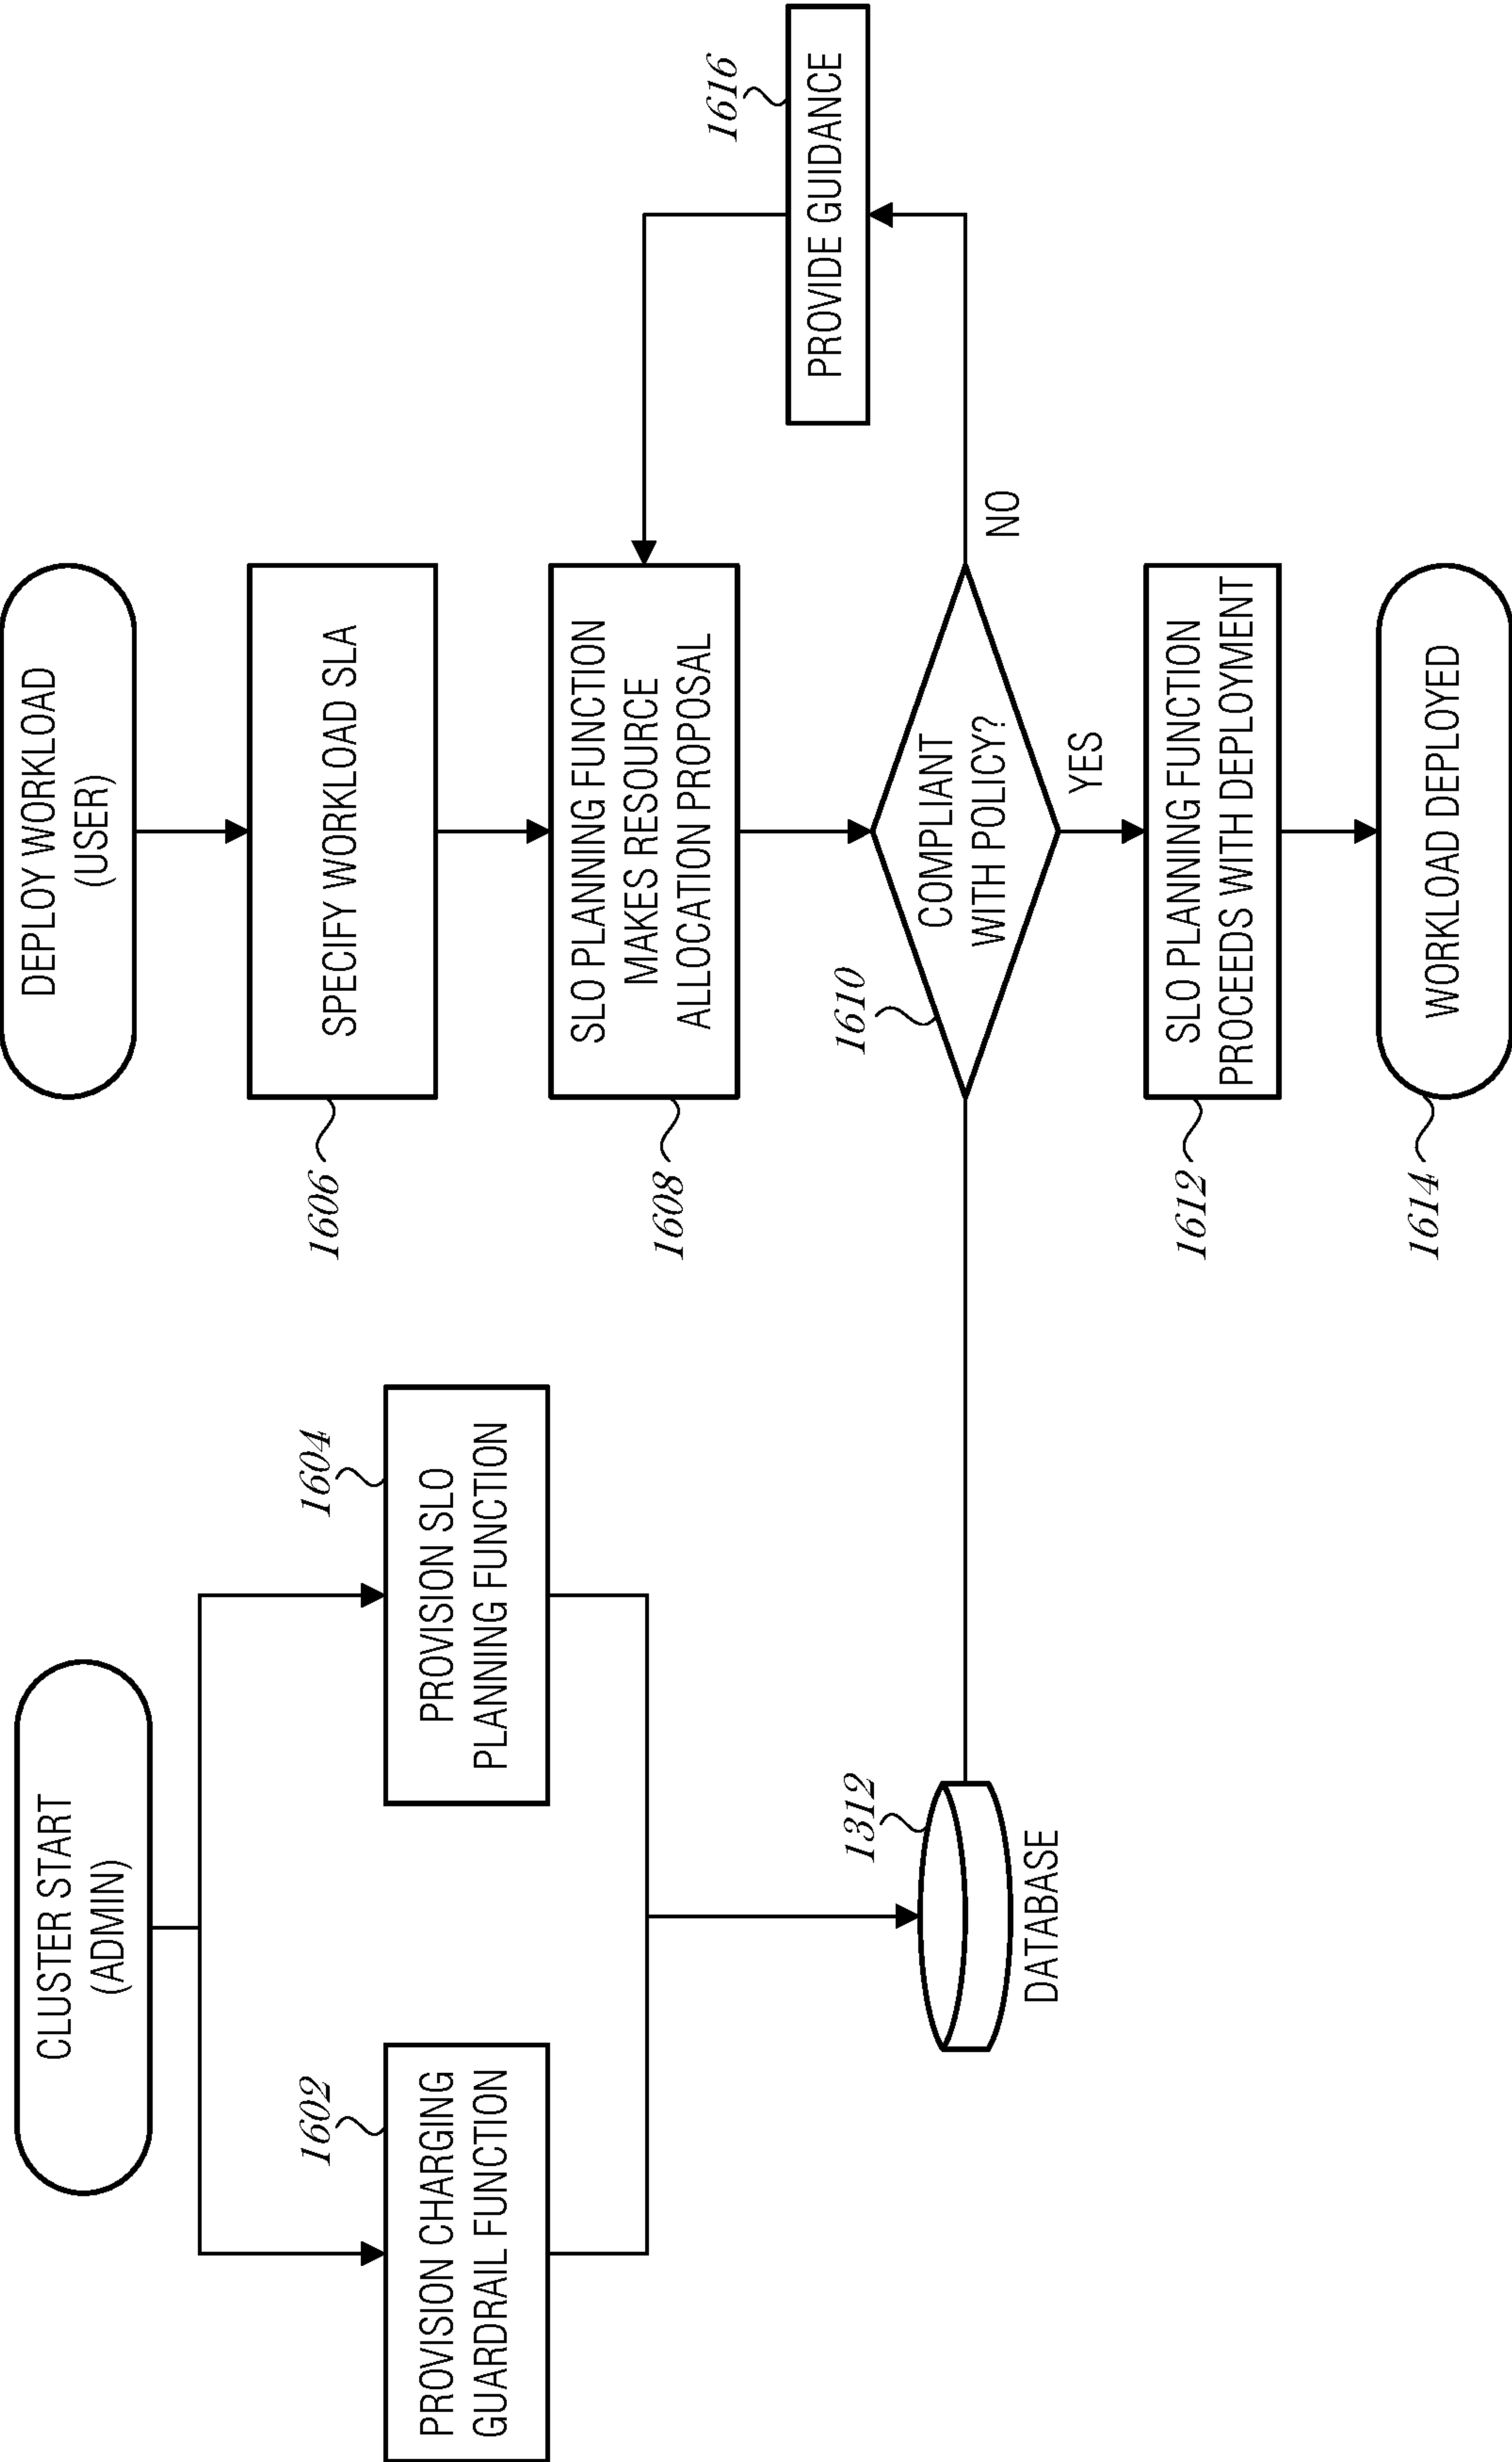 CLUSTER START
(ADMIN)
1602
PROVISION CHARGING
GUARDRAIL FUNCTION
1604
PROVISION SLO
PLANNING FUNCTION
1312
DATABASE
DEPLOY WORKLOAD
(USER)
1606
SPECIFY WORKLOAD SLA
1608
SLO PLANNING FUNCTION
MAKES RESOURCE
ALLOCATION PROPOSAL
1610
COMPLIANT
WITH POLICY?
NO
1616
PROVIDE GUIDANCE
YES
1612
SLO PLANNING FUNCTION
PROCEEDS WITH DEPLOYMENT
1614
WORKLOAD DEPLOYED